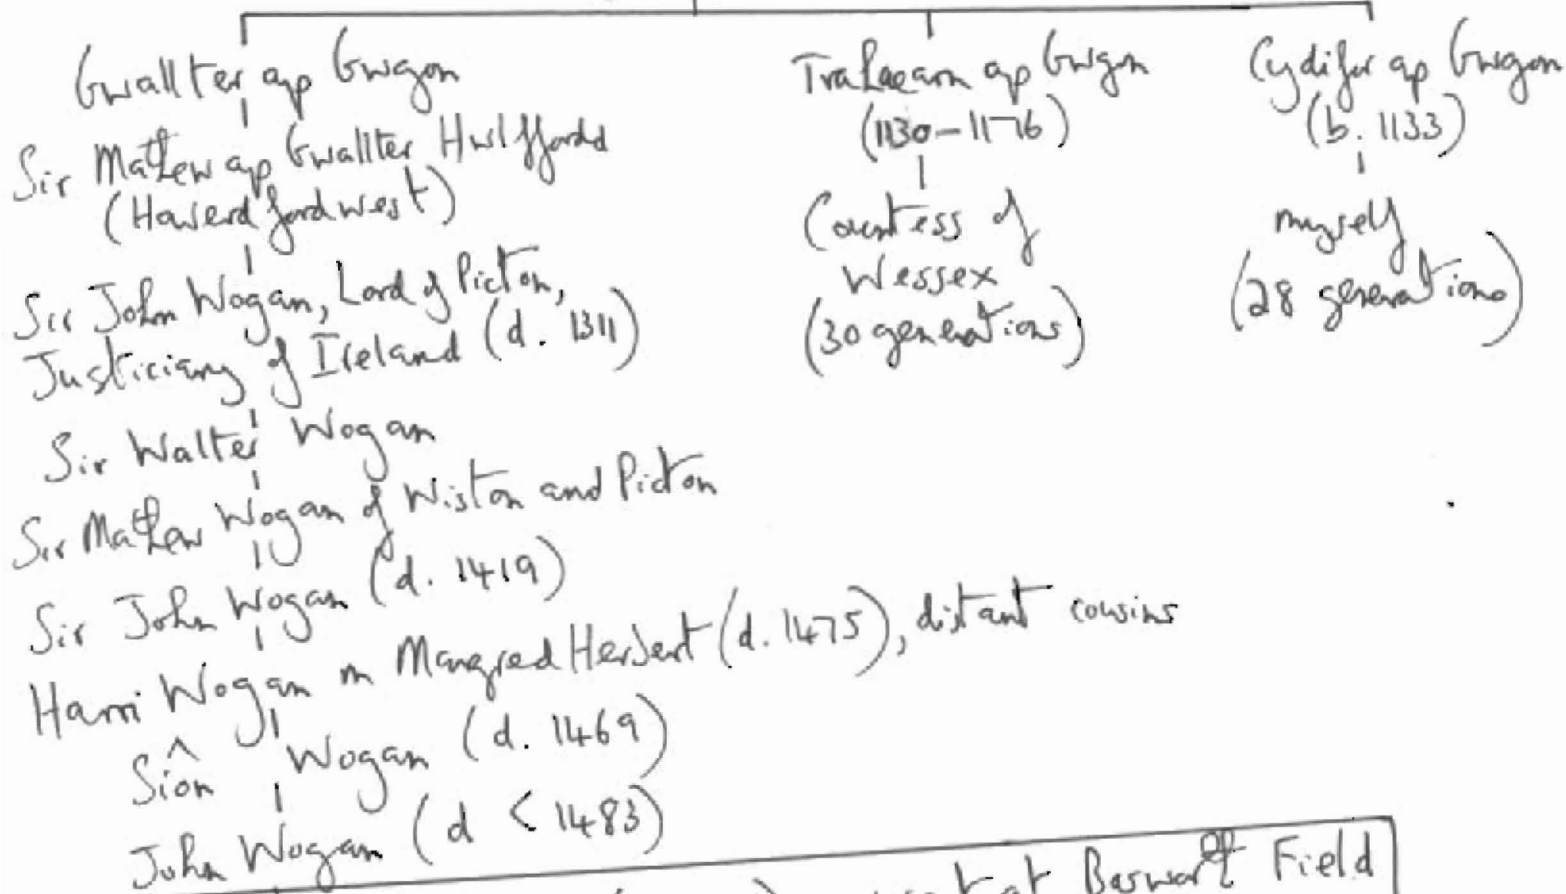 Gwallter ap Gwgon
Sir Mathew ap Gwallter Hwlffordd
(Haverfordwest)
Sir John Wogan, Lord of Picton,
Justiciary of Ireland (d. 1311)
Sir Walter Wogan
Sir Mathew Wogan of Wiston and Picton
Sir John Wogan (d. 1419)
Harri Wogan m Margred Herbert (d. 1475), distant cousins
Siôn Wogan (d. 1469)
John Wogan (d < 1483)
Trahaearn ap Gwgon
(1130-1176)
Countess of
Wessex
(30 generations)
Cydifor ap Gwgon
(b. 1133)
myself
(28 generations)
at Bosworth Field